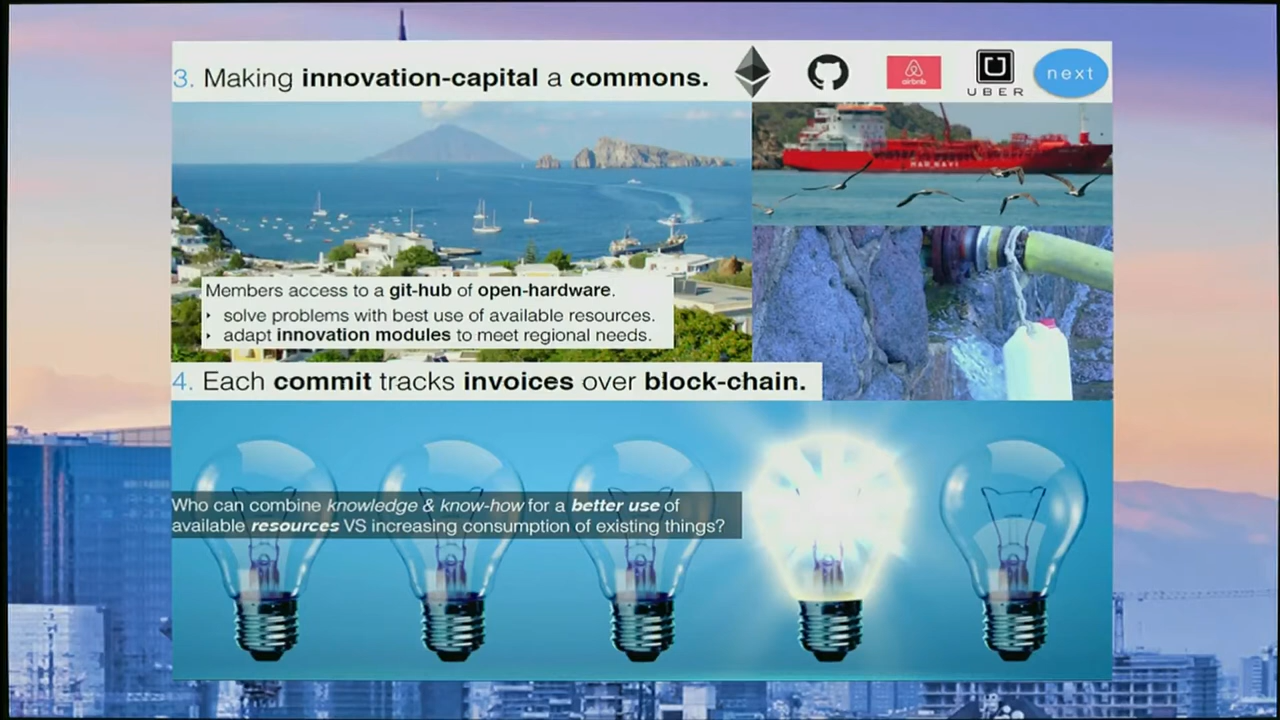 3. Making innovation-capital a commons.
airbnb
UBER
next
MARNAVI
Members access to a git-hub of open-hardware.
· solve problems with best use of available resources.
· adapt innovation modules to meet regional needs.
4. Each commit tracks invoices over block-chain.
Who can combine knowledge & know-how for a better use of
available resources VS increasing consumption of existing things?